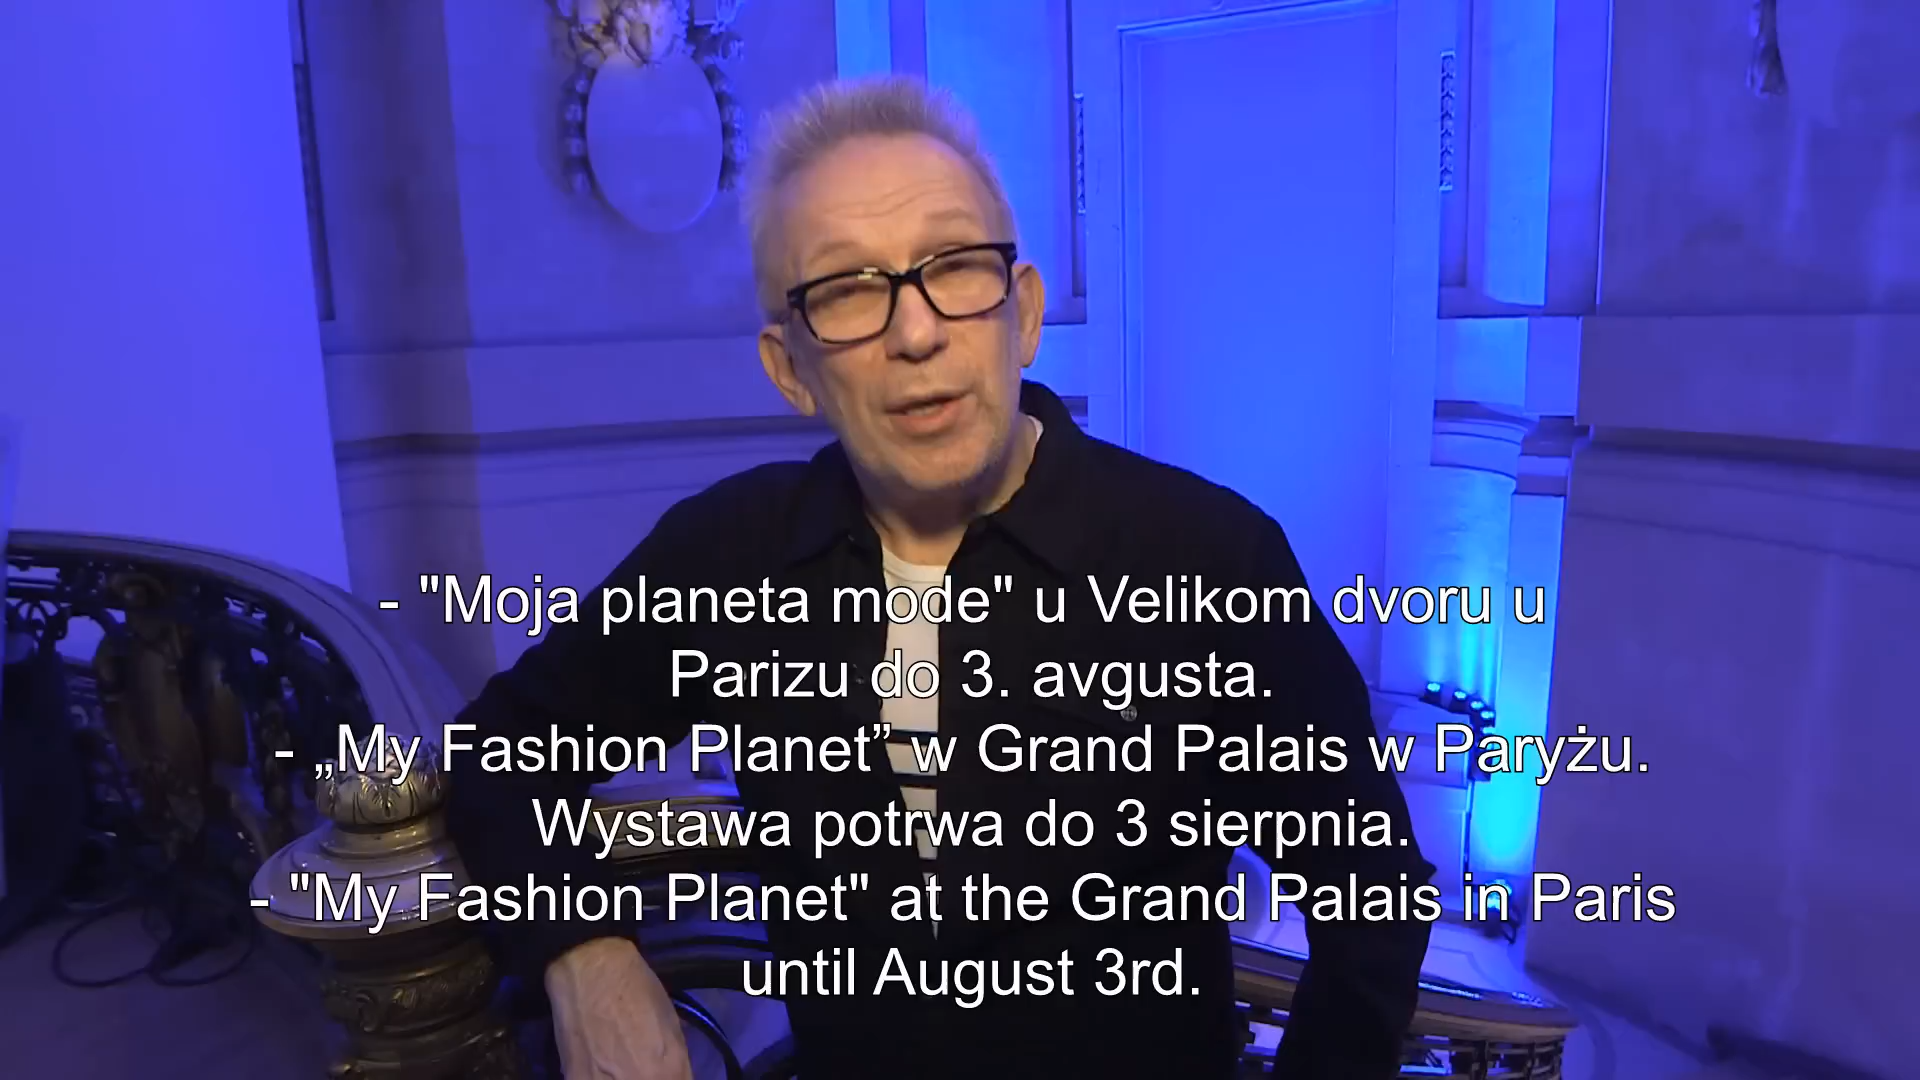 - "Moja planeta mode" u Velikom dvoru u
Parizu do 3. avgusta.
- „My Fashion Planet” w Grand Palais w Paryżu.
Wystawa potrwa do 3 sierpnia.
- "My Fashion Planet" at the Grand Palais in Paris
until August 3rd.